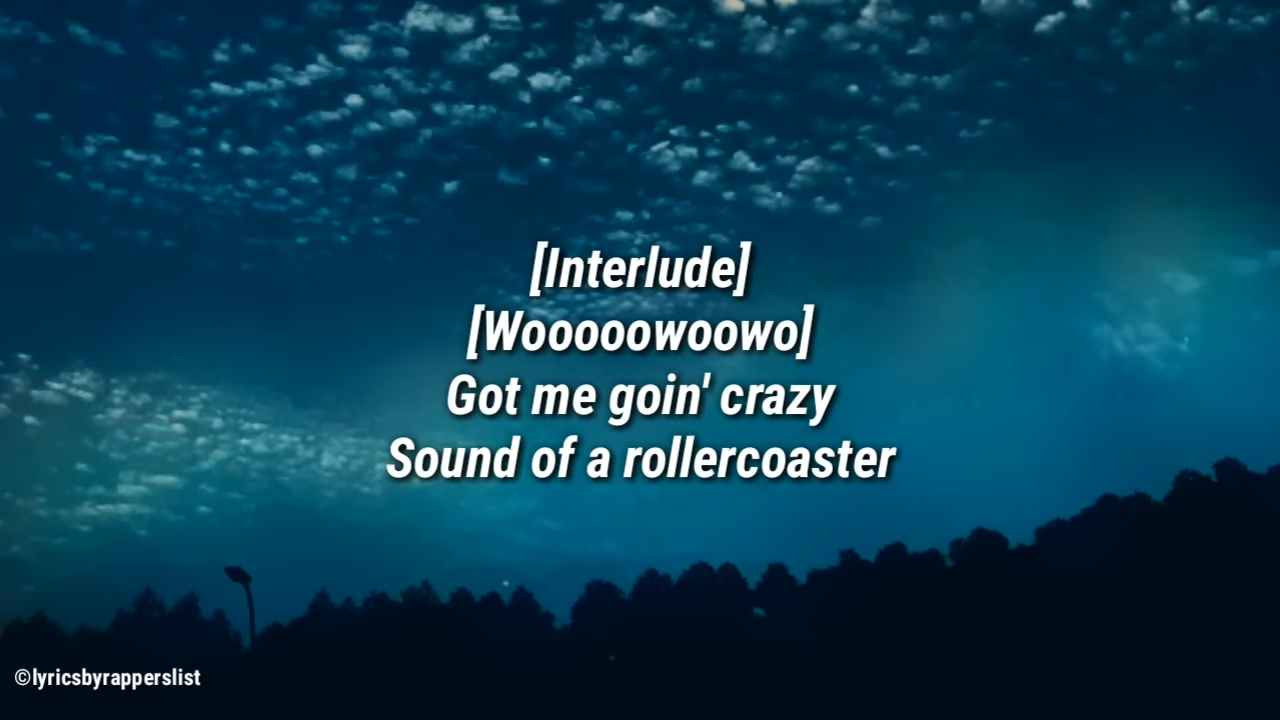 [Interlude]
[Wooooowoowo]
Got me goin' crazy
Sound of a rollercoaster
©lyricsbyrapperslist